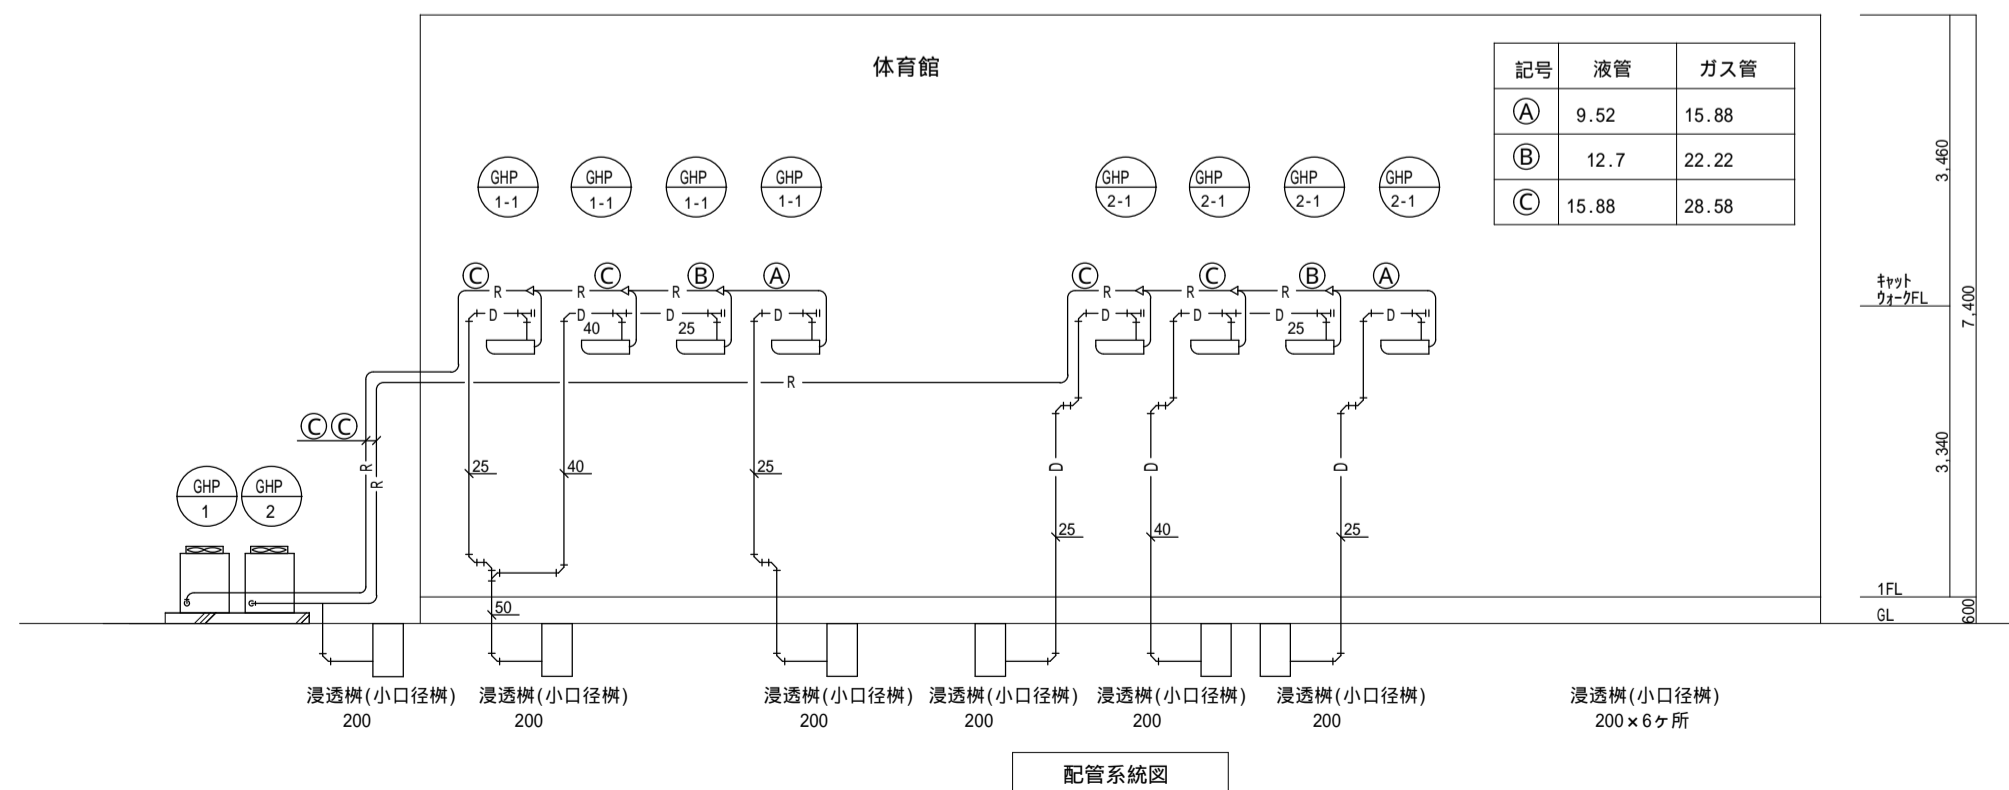 体育館
記号 液管 ガス管
Ⓐ 9.52 15.88
Ⓑ 12.7 22.22
Ⓒ 15.88 28.58
GHP 1-1
GHP 1-1
GHP 1-1
GHP 1-1
GHP 2-1
GHP 2-1
GHP 2-1
GHP 2-1
Ⓒ Ⓒ Ⓑ Ⓐ Ⓒ Ⓒ Ⓑ Ⓐ
R R R R R R
D D D D D D D D
40 25 25
R
ⒸⒸ
R
R
GHP 1
GHP 2
25 40 25
D D D
25 40 25
50
3,460
キャット
ウォークFL
7,400
3,340
1FL
GL
600
浸透桝(小口径桝) 浸透桝(小口径桝) 浸透桝(小口径桝) 浸透桝(小口径桝) 浸透桝(小口径桝) 浸透桝(小口径桝) 浸透桝(小口径桝)
200 200 200 200 200 200 200×6ヶ所
配管系統図